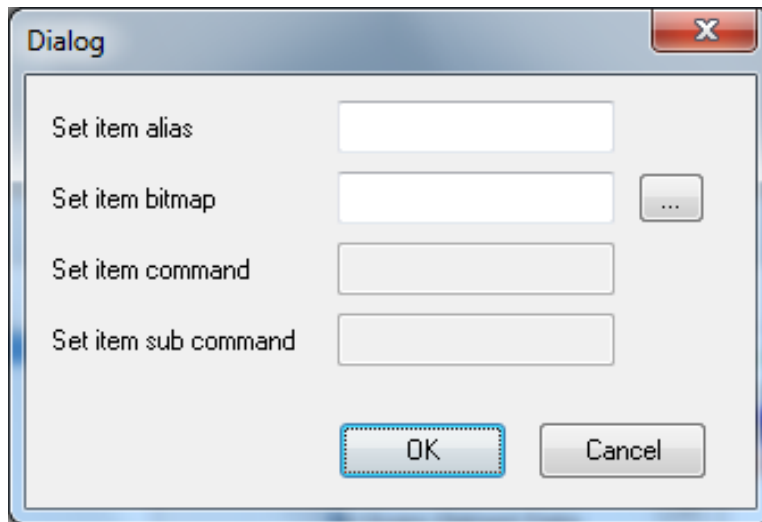 Dialog
Set item alias
Set item bitmap ...
Set item command
Set item sub command
OK Cancel